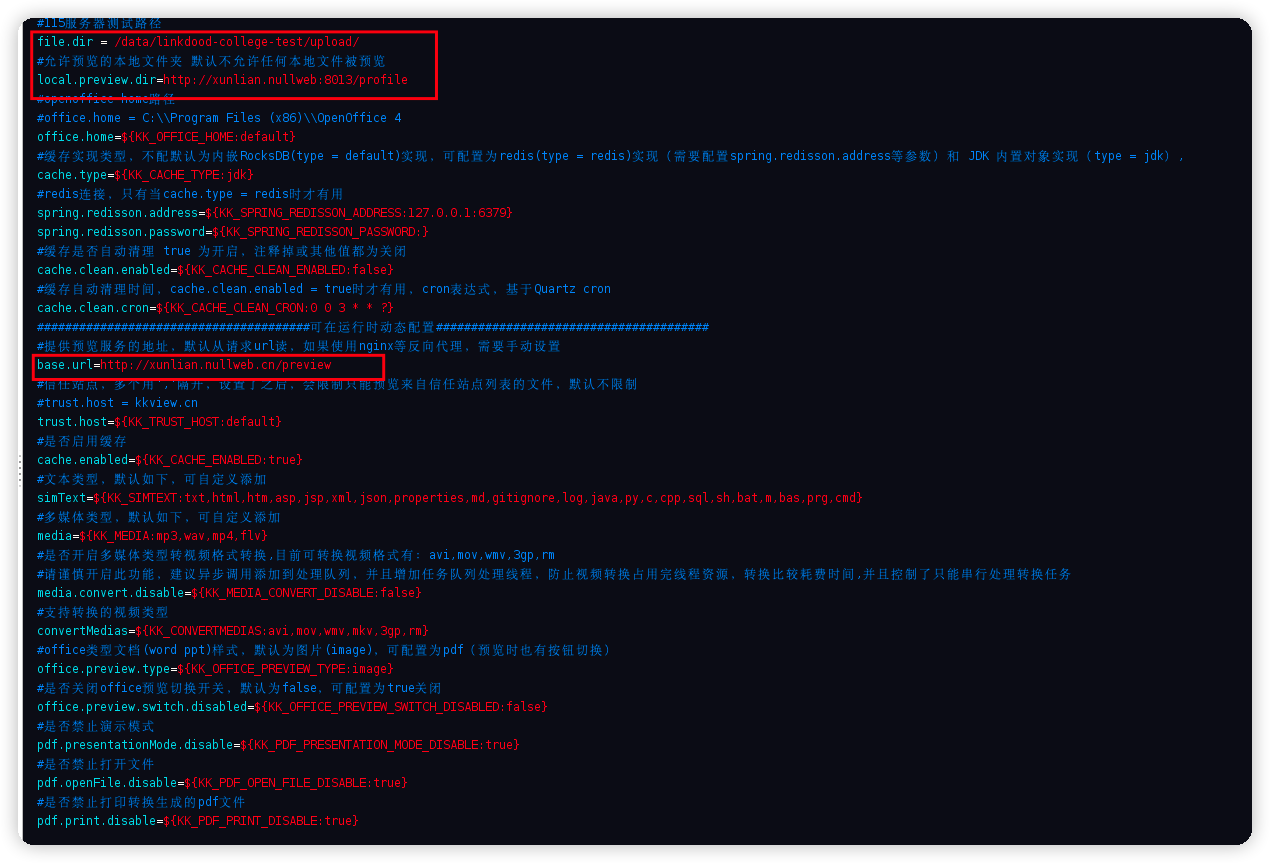 #115服务器测试路径
file.dir = /data/linkdood-college-test/upload/
#允许预览的本地文件夹 默认不允许任何本地文件被预览
local.preview.dir=http://xunlian.nullweb:8013/profile
#openoffice home路径
#office.home = C:\\Program Files (x86)\\OpenOffice 4
office.home=${KK_OFFICE_HOME:default}
#缓存实现类型，不配默认为内嵌RocksDB(type = default)实现，可配置为redis(type = redis)实现（需要配置spring.redisson.address等参数）和 JDK 内置对象实现（type = jdk）,
cache.type=${KK_CACHE_TYPE:jdk}
#redis连接，只有当cache.type = redis时才有用
spring.redisson.address=${KK_SPRING_REDISSON_ADDRESS:127.0.0.1:6379}
spring.redisson.password=${KK_SPRING_REDISSON_PASSWORD:}
#缓存是否自动清理 true 为开启，注释掉或其他值都为关闭
cache.clean.enabled=${KK_CACHE_CLEAN_ENABLED:false}
#缓存自动清理时间，cache.clean.enabled = true时才有用，cron表达式，基于Quartz cron
cache.clean.cron=${KK_CACHE_CLEAN_CRON:0 0 3 * * ?}
#######################################可在运行时动态配置#######################################
#提供预览服务的地址，默认从请求url读，如果使用nginx等反向代理，需要手动设置
base.url=http://xunlian.nullweb.cn/preview
#信任站点，多个用','隔开，设置了之后，会限制只能预览来自信任站点列表的文件，默认不限制
#trust.host = kkview.cn
trust.host=${KK_TRUST_HOST:default}
#是否启用缓存
cache.enabled=${KK_CACHE_ENABLED:true}
#文本类型，默认如下，可自定义添加
simText=${KK_SIMTEXT:txt,html,htm,asp,jsp,xml,json,properties,md,gitignore,log,java,py,c,cpp,sql,sh,bat,m,bas,prg,cmd}
#多媒体类型，默认如下，可自定义添加
media=${KK_MEDIA:mp3,wav,mp4,flv}
#是否开启多媒体类型转视频格式转换,目前可转换视频格式有：avi,mov,wmv,3gp,rm
#请谨慎开启此功能，建议异步调用添加到处理队列，并且增加任务队列处理线程，防止视频转换占用完线程资源，转换比较耗费时间,并且控制了只能串行处理转换任务
media.convert.disable=${KK_MEDIA_CONVERT_DISABLE:false}
#支持转换的视频类型
convertMedias=${KK_CONVERTMEDIAS:avi,mov,wmv,mkv,3gp,rm}
#office类型文档(word ppt)样式，默认为图片(image)，可配置为pdf（预览时也有按钮切换）
office.preview.type=${KK_OFFICE_PREVIEW_TYPE:image}
#是否关闭office预览切换开关，默认为false，可配置为true关闭
office.preview.switch.disabled=${KK_OFFICE_PREVIEW_SWITCH_DISABLED:false}
#是否禁止演示模式
pdf.presentationMode.disable=${KK_PDF_PRESENTATION_MODE_DISABLE:true}
#是否禁止打开文件
pdf.openFile.disable=${KK_PDF_OPEN_FILE_DISABLE:true}
#是否禁止打印转换生成的pdf文件
pdf.print.disable=${KK_PDF_PRINT_DISABLE:true}